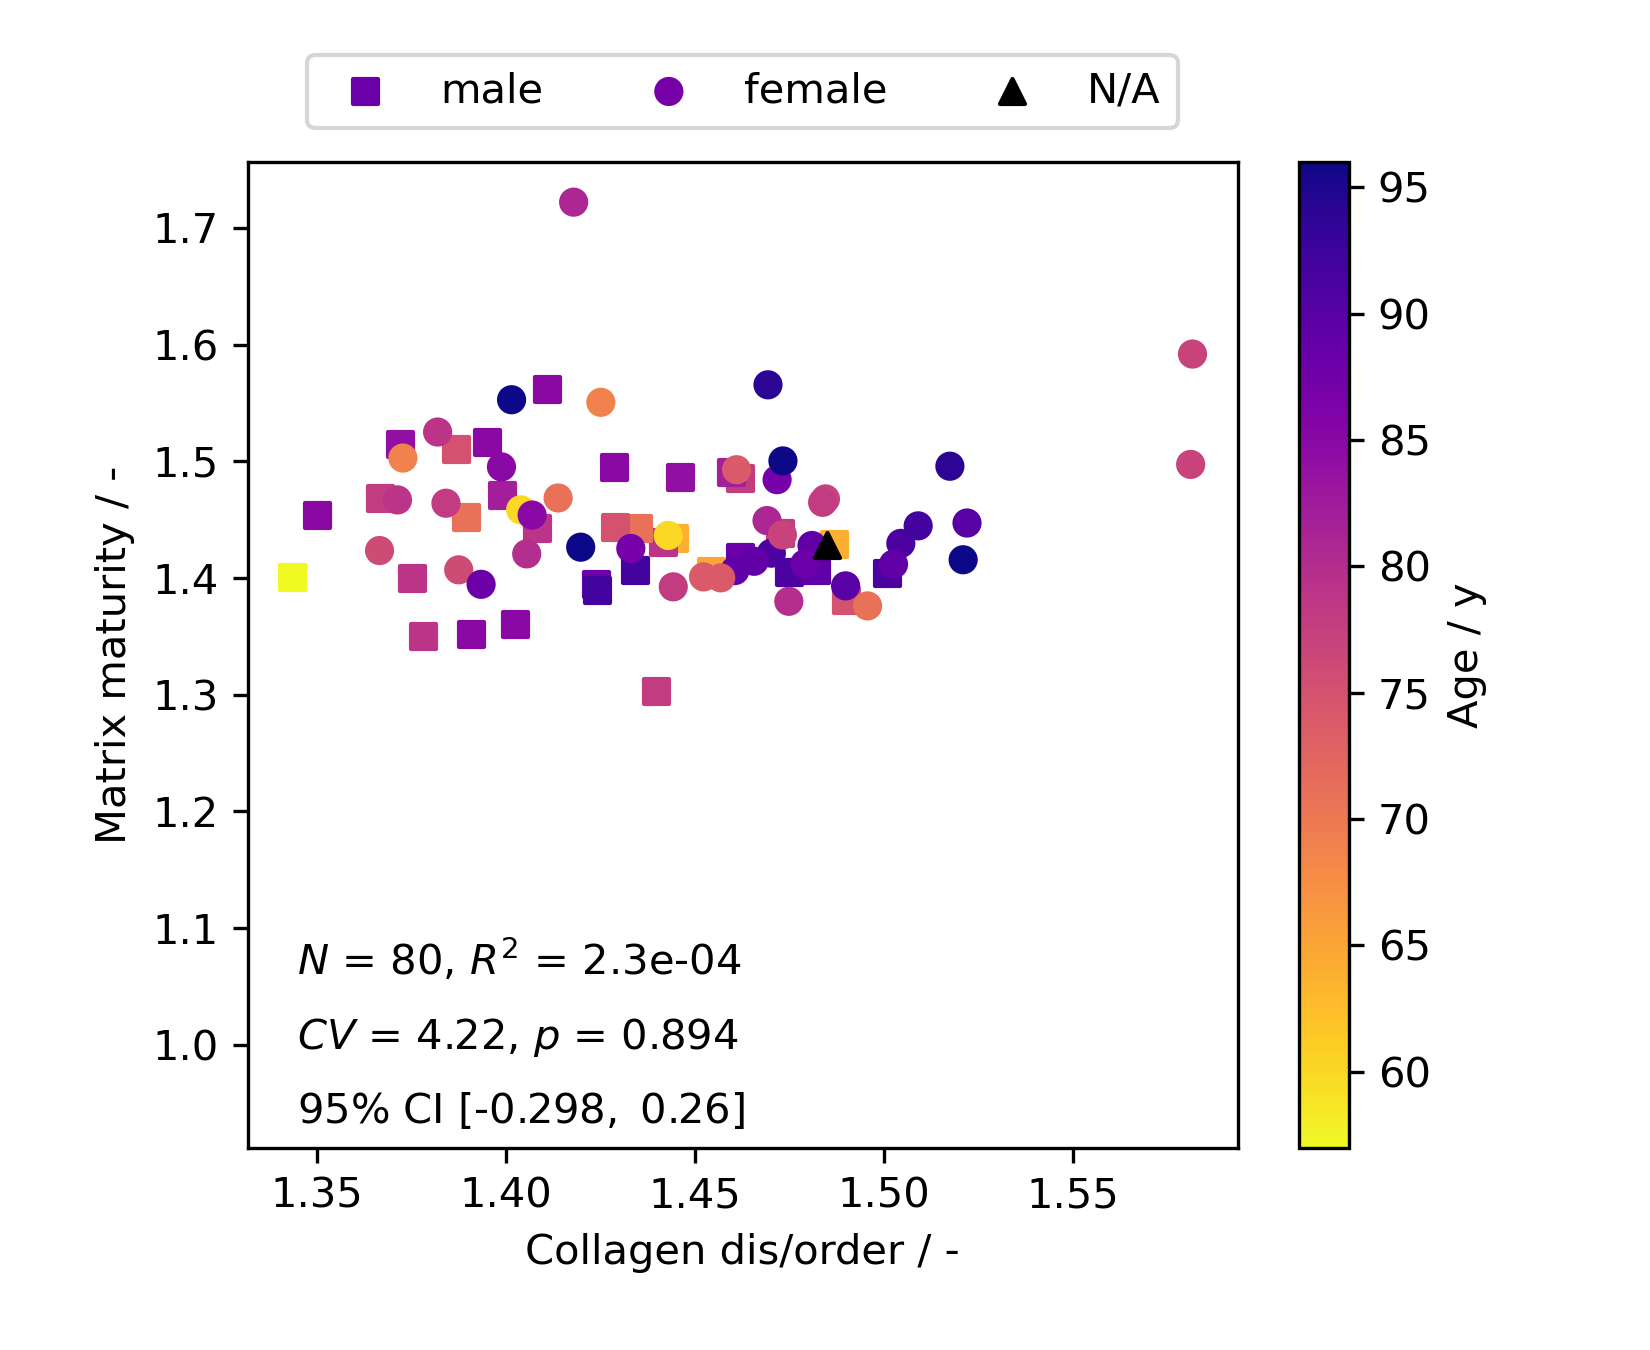 male female N/A
1.7
1.6
1.5
1.4
1.3
1.2
1.1
1.0
Matrix maturity / -
N = 80, R² = 2.3e-04
CV = 4.22, p = 0.894
95% CI [-0.298, 0.26]
1.35 1.40 1.45 1.50 1.55
Collagen dis/order / -
95
90
85
80
75
70
65
60
Age / y